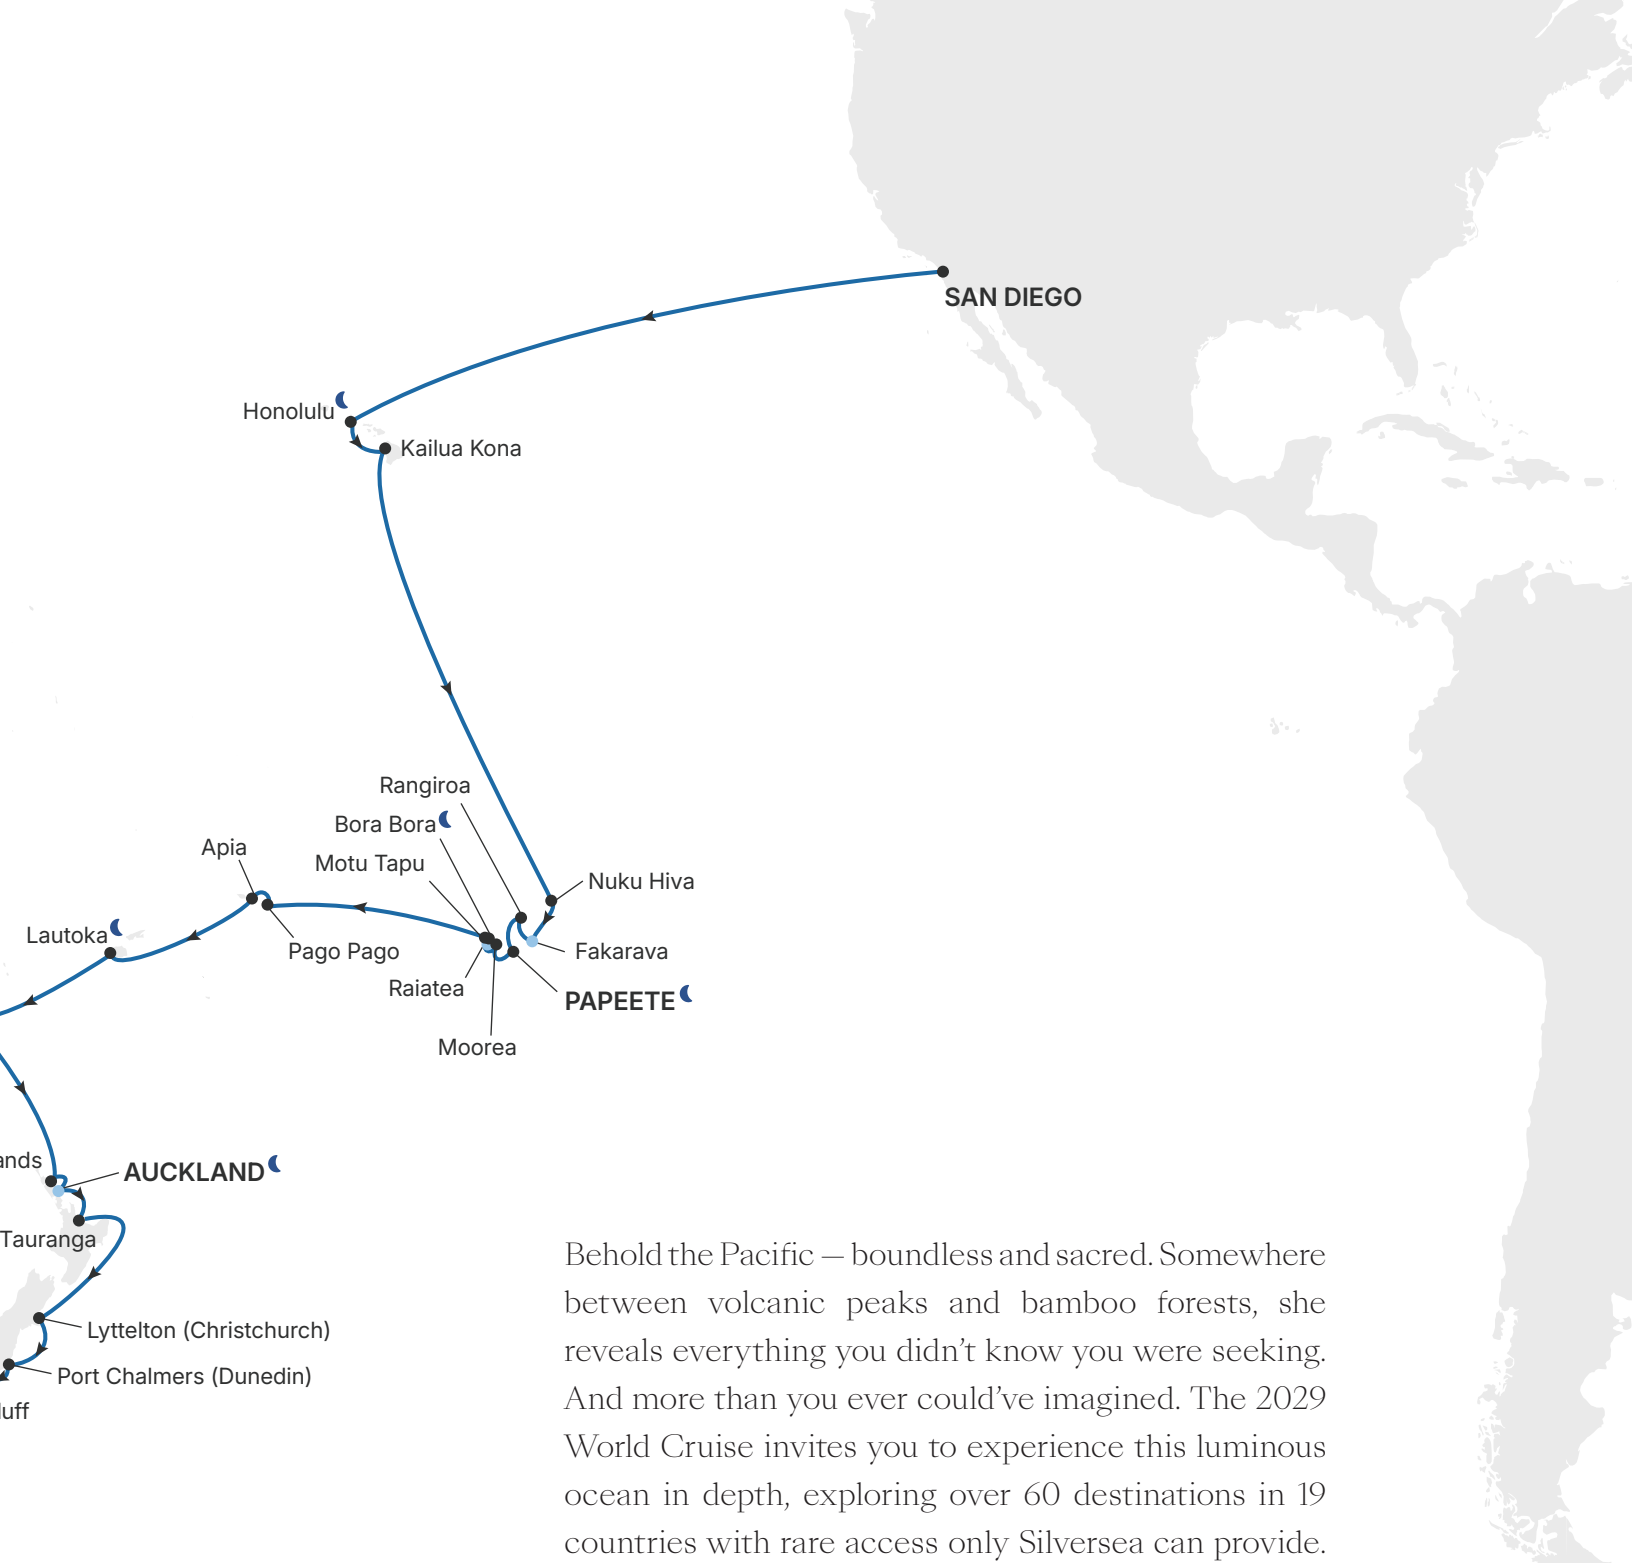 SAN DIEGO
Honolulu
Kailua Kona
Rangiroa
Bora Bora
Motu Tapu
Apia
Nuku Hiva
Lautoka
Pago Pago
Fakarava
Raiatea
PAPEETE
Moorea
ands
AUCKLAND
Tauranga
Lyttelton (Christchurch)
Port Chalmers (Dunedin)
luff
Behold the Pacific — boundless and sacred. Somewhere
between volcanic peaks and bamboo forests, she
reveals everything you didn’t know you were seeking.
And more than you ever could’ve imagined. The 2029
World Cruise invites you to experience this luminous
ocean in depth, exploring over 60 destinations in 19
countries with rare access only Silversea can provide.